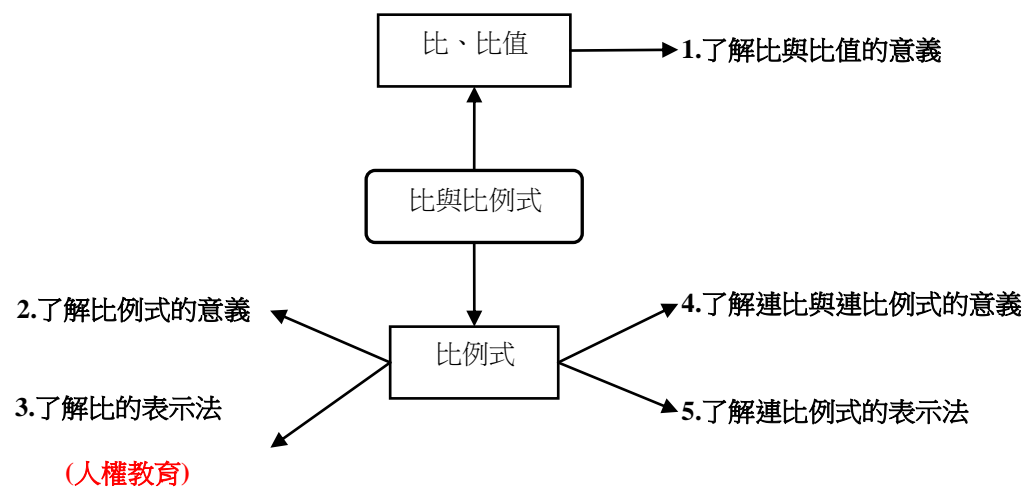 比、比值
1.了解比與比值的意義
比與比例式
2.了解比例式的意義
4.了解連比與連比例式的意義
比例式
3.了解比的表示法
5.了解連比例式的表示法
(人權教育)